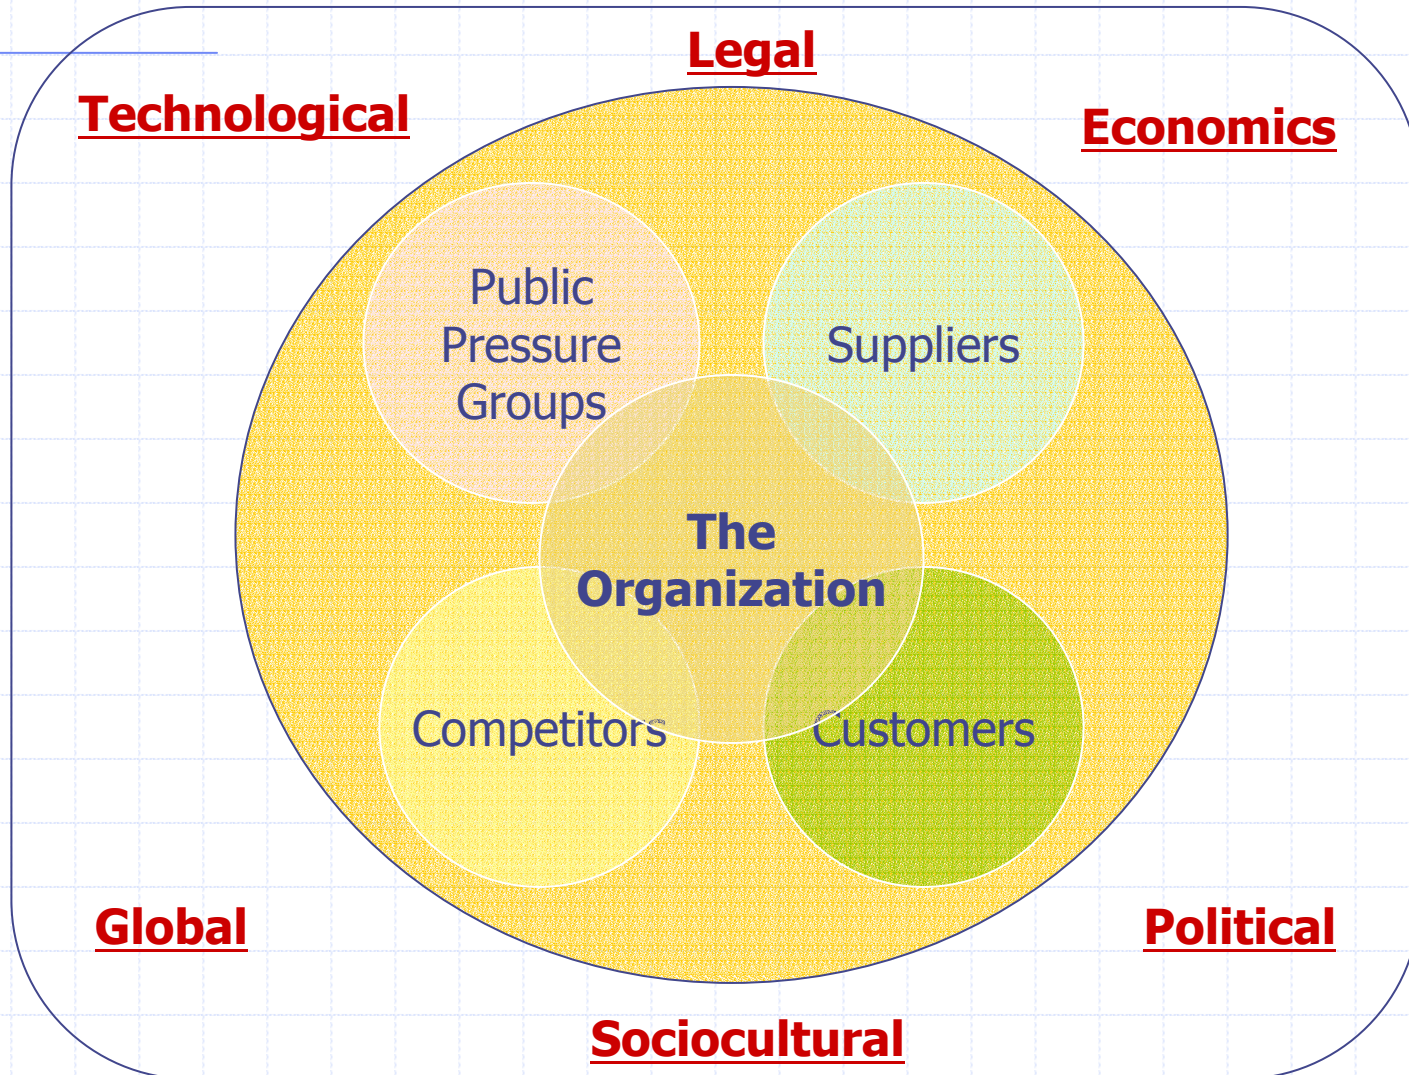 Legal
Technological
Economics
Public
Pressure
Groups
Suppliers
The
Organization
Competitors
Customers
Global
Political
Sociocultural